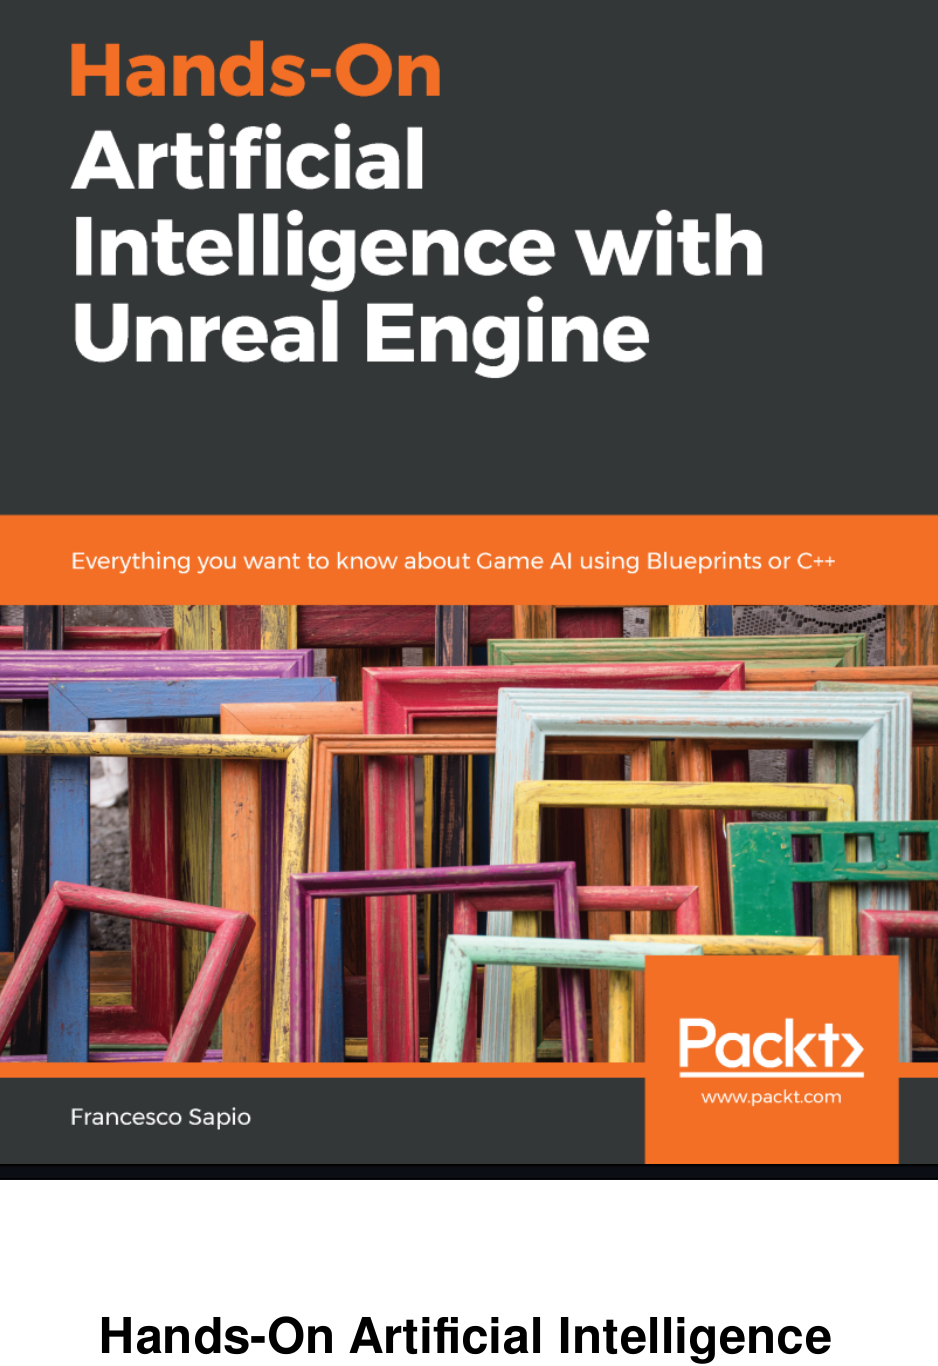 Hands-On
Artificial
Intelligence with
Unreal Engine
Everything you want to know about Game AI using Blueprints or C++
Packt>
www.packt.com
Francesco Sapio
Hands-On Artificial Intelligence